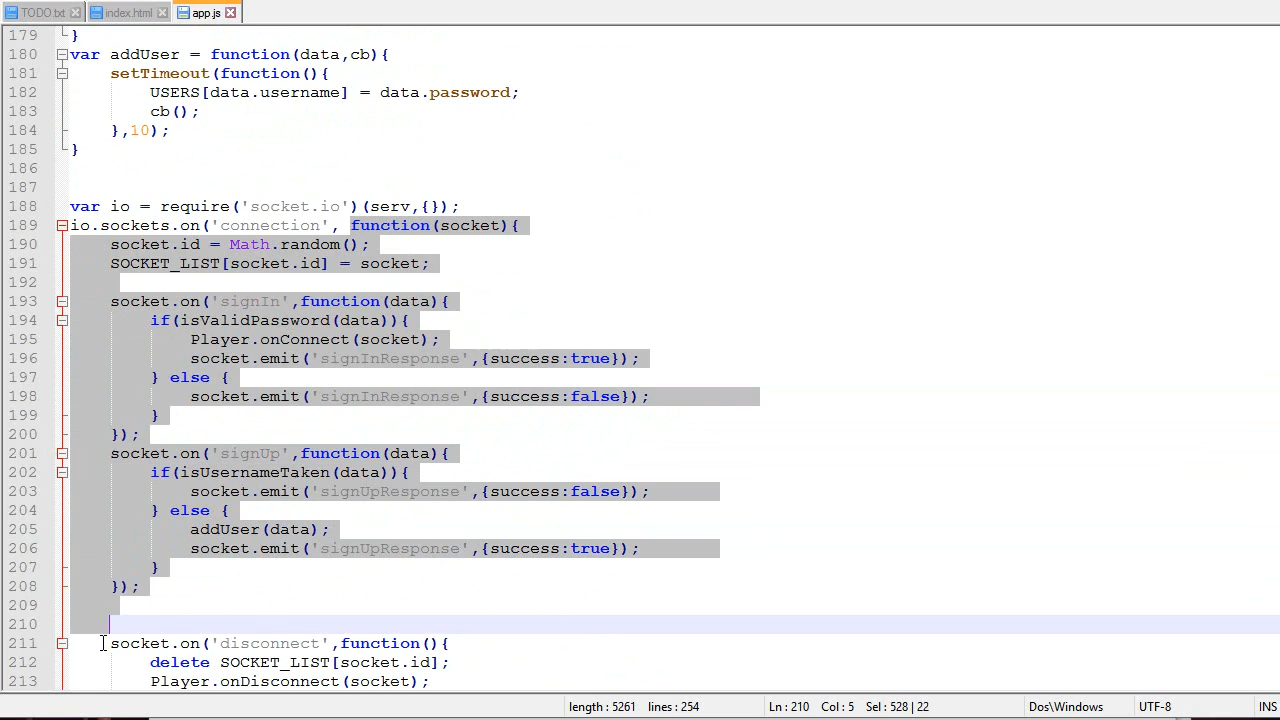 TODO.txt index.html app.js
179 }
180 var addUser = function(data,cb){
181 setTimeout(function(){
182 USERS[data.username] = data.password;
183 cb();
184 },10);
185 }
186
187
188 var io = require('socket.io')(serv,{});
189 io.sockets.on('connection', function(socket){
190 socket.id = Math.random();
191 SOCKET_LIST[socket.id] = socket;
192
193 socket.on('signIn',function(data){
194 if(isValidPassword(data)){
195 Player.onConnect(socket);
196 socket.emit('signInResponse',{success:true});
197 } else {
198 socket.emit('signInResponse',{success:false});
199 }
200 });
201 socket.on('signUp',function(data){
202 if(isUsernameTaken(data)){
203 socket.emit('signUpResponse',{success:false});
204 } else {
205 addUser(data);
206 socket.emit('signUpResponse',{success:true});
207 }
208 });
209
210
211 socket.on('disconnect',function(){
212 delete SOCKET_LIST[socket.id];
213 Player.onDisconnect(socket);
length : 5261 lines : 254 Ln : 210 Col : 5 Sel : 528 | 22 Dos\Windows UTF-8 INS